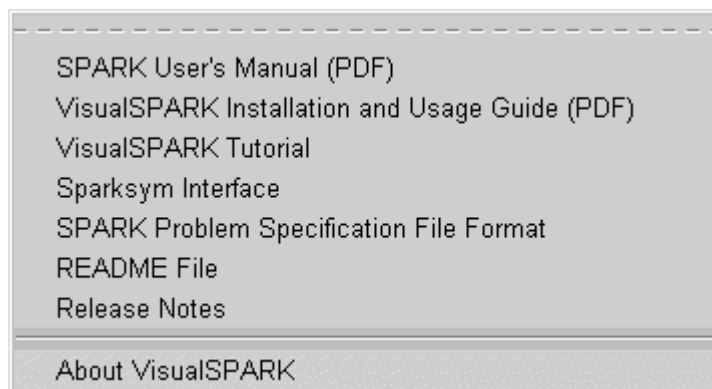 SPARK User's Manual (PDF)
VisualSPARK Installation and Usage Guide (PDF)
VisualSPARK Tutorial
Sparksym Interface
SPARK Problem Specification File Format
README File
Release Notes
About VisualSPARK